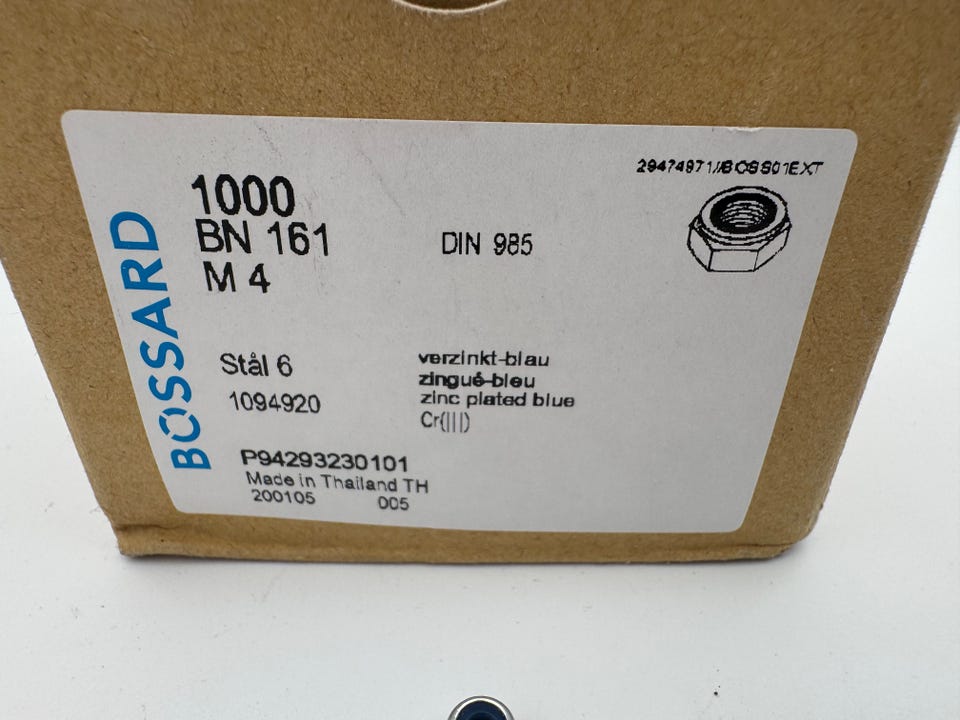 BOSSARD
29474971//BOSS01EXT
1000
BN 161
DIN 985
M 4
Stål 6
verzinkt-blau
zingué-bleu
1094920
zinc plated blue
Cr(III)
P94293230101
Made in Thailand TH
200105
005